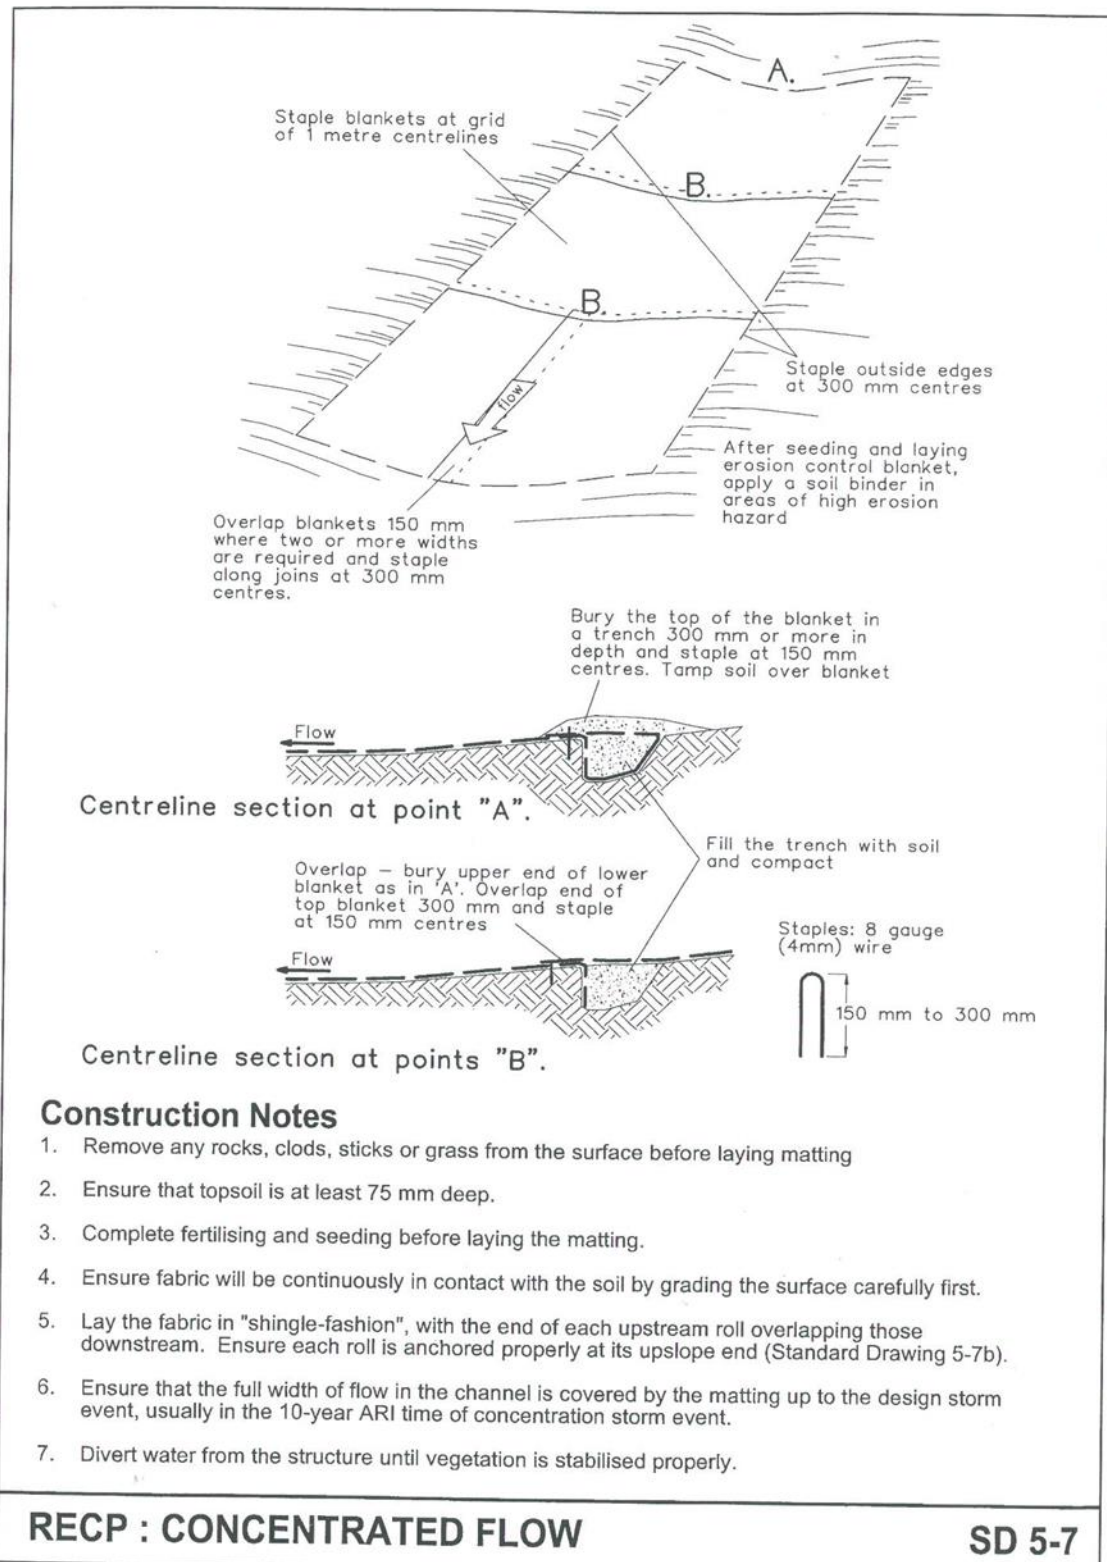 A.
Staple blankets at grid
of 1 metre centrelines
B.
B.
Staple outside edges
at 300 mm centres
flow
After seeding and laying
erosion control blanket,
apply a soil binder in
areas of high erosion
hazard
Overlap blankets 150 mm
where two or more widths
are required and staple
along joins at 300 mm
centres.
Bury the top of the blanket in
a trench 300 mm or more in
depth and staple at 150 mm
centres. Tamp soil over blanket
Flow
Centreline section at point "A".
Fill the trench with soil
and compact
Overlap – bury upper end of lower
blanket as in 'A'. Overlap end of
top blanket 300 mm and staple
at 150 mm centres
Staples: 8 gauge
(4mm) wire
Flow
150 mm to 300 mm
Centreline section at points "B".
Construction Notes
1. Remove any rocks, clods, sticks or grass from the surface before laying matting
2. Ensure that topsoil is at least 75 mm deep.
3. Complete fertilising and seeding before laying the matting.
4. Ensure fabric will be continuously in contact with the soil by grading the surface carefully first.
5. Lay the fabric in "shingle-fashion", with the end of each upstream roll overlapping those
downstream. Ensure each roll is anchored properly at its upslope end (Standard Drawing 5-7b).
6. Ensure that the full width of flow in the channel is covered by the matting up to the design storm
event, usually in the 10-year ARI time of concentration storm event.
7. Divert water from the structure until vegetation is stabilised properly.
RECP : CONCENTRATED FLOW
SD 5-7